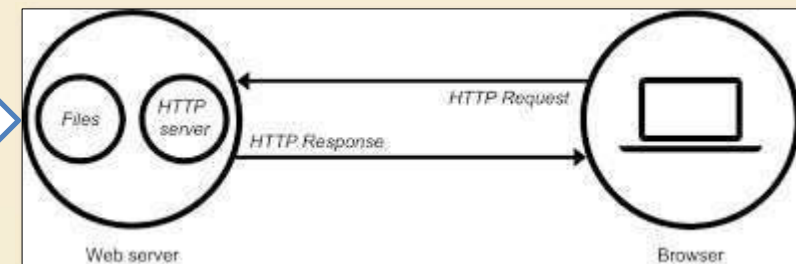 Files
HTTP
server
HTTP Request
HTTP Response
Web server
Browser